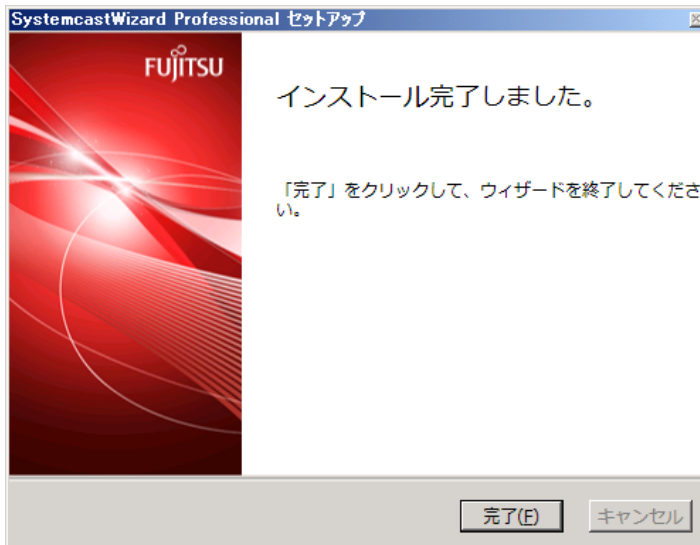 SystemcastWizard Professional セットアップ
FUJITSU
インストール完了しました。
「完了」をクリックして、ウィザードを終了してくださ
い。
完了(F)
キャンセル